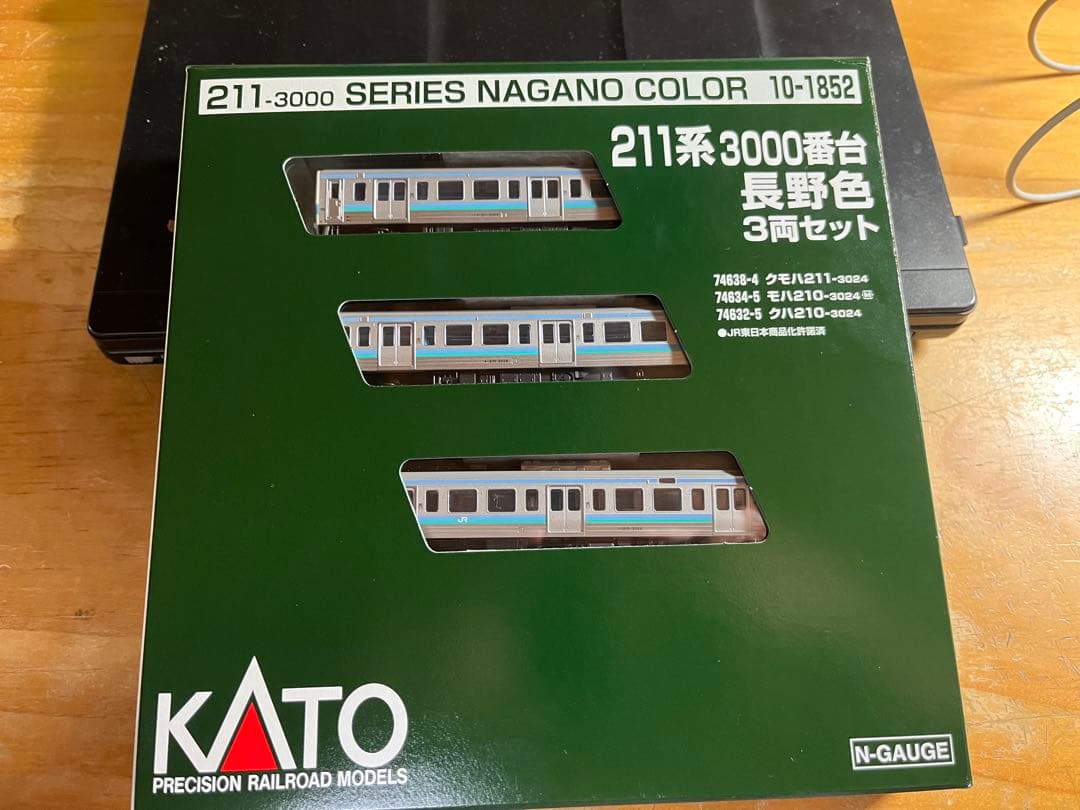 211-3000 SERIES NAGANO COLOR 10-1852
211系3000番台
長野色
3両セット
74638-4 クモハ211-3024
74634-5 モハ210-3024 M
74632-5 クハ210-3024
●JR東日本商品化許諾済
JR
KATO
PRECISION RAILROAD MODELS
N-GAUGE